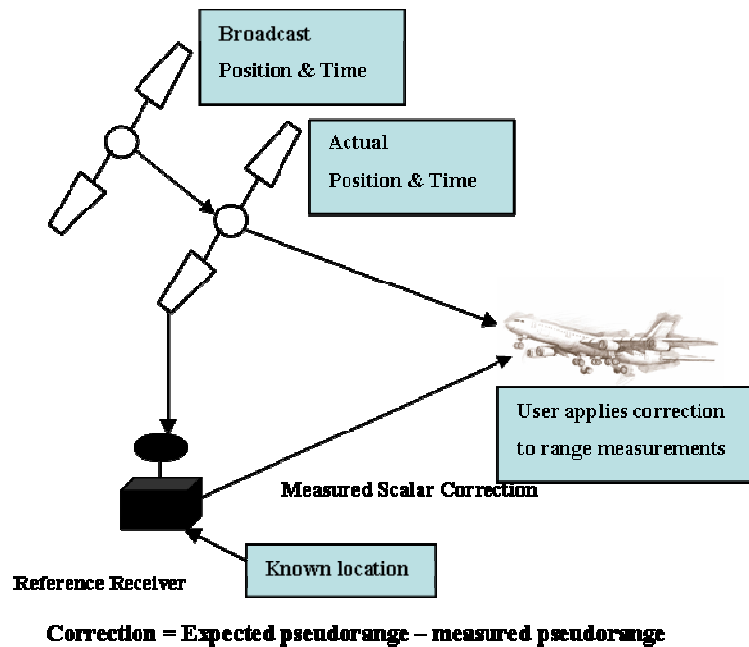 Broadcast
Position & Time
Actual
Position & Time
User applies correction
to range measurements
Measured Scalar Correction
Known location
Reference Receiver
Correction = Expected pseudorange – measured pseudorange